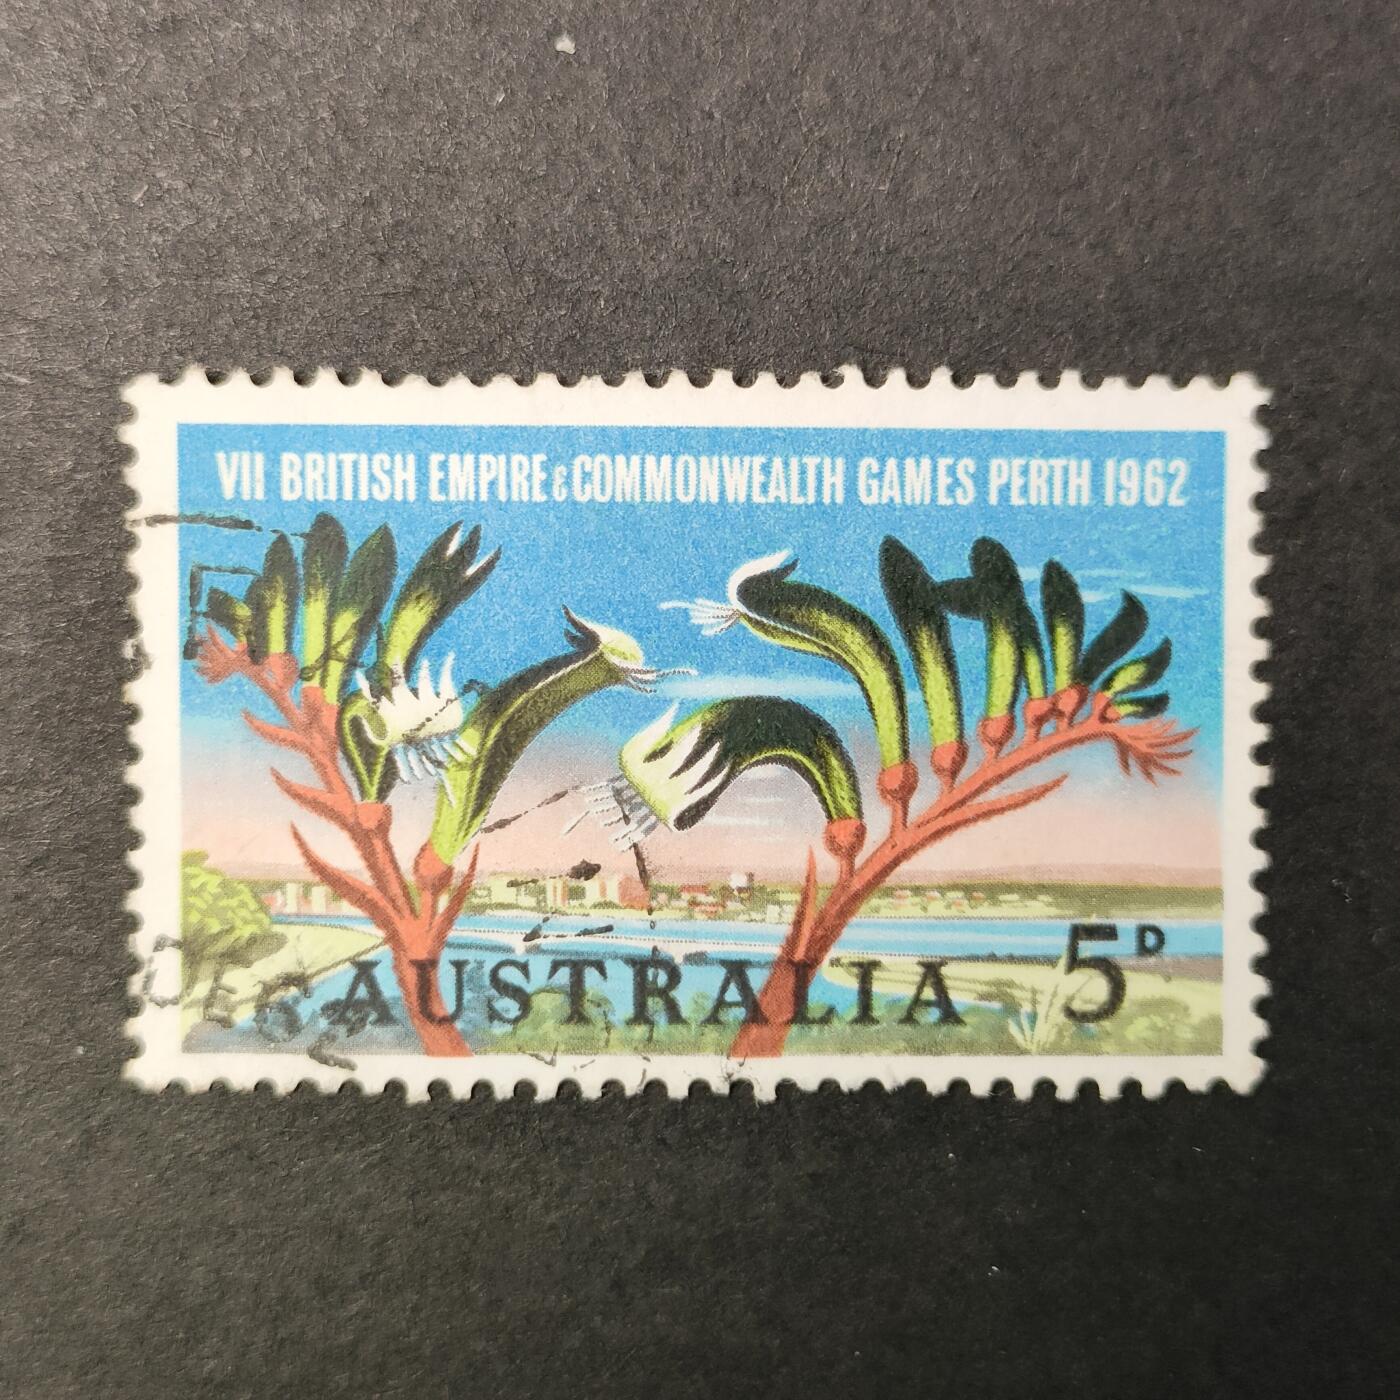 VII BRITISH EMPIRE & COMMONWEALTH GAMES PERTH 1962
AUSTRALIA 5D